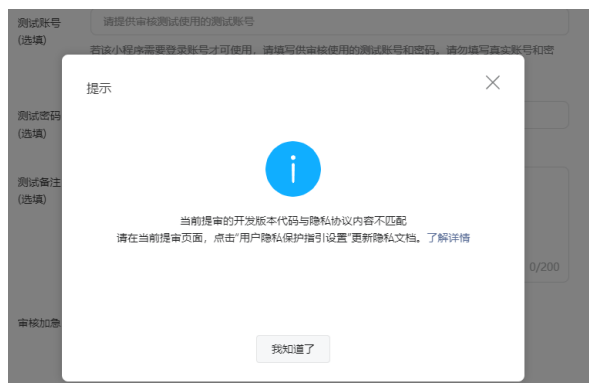 测试账号
(选填)
请提供审核测试使用的测试账号
若该小程序需要登录账号才可使用，请填写供审核使用的测试账号和密码。请勿填写真实账号和密
提示
测试密码
(选填)
测试备注
(选填)
当前提审的开发版本代码与隐私协议内容不匹配
请在当前提审页面，点击“用户隐私保护指引设置”更新隐私文档。了解详情
0/200
审核加急
我知道了